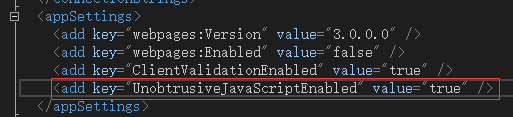 </connectionStrings>
<appSettings>
<add key="webpages:Version" value="3.0.0.0" />
<add key="webpages:Enabled" value="false" />
<add key="ClientValidationEnabled" value="true" />
<add key="UnobtrusiveJavaScriptEnabled" value="true" />
</appSettings>